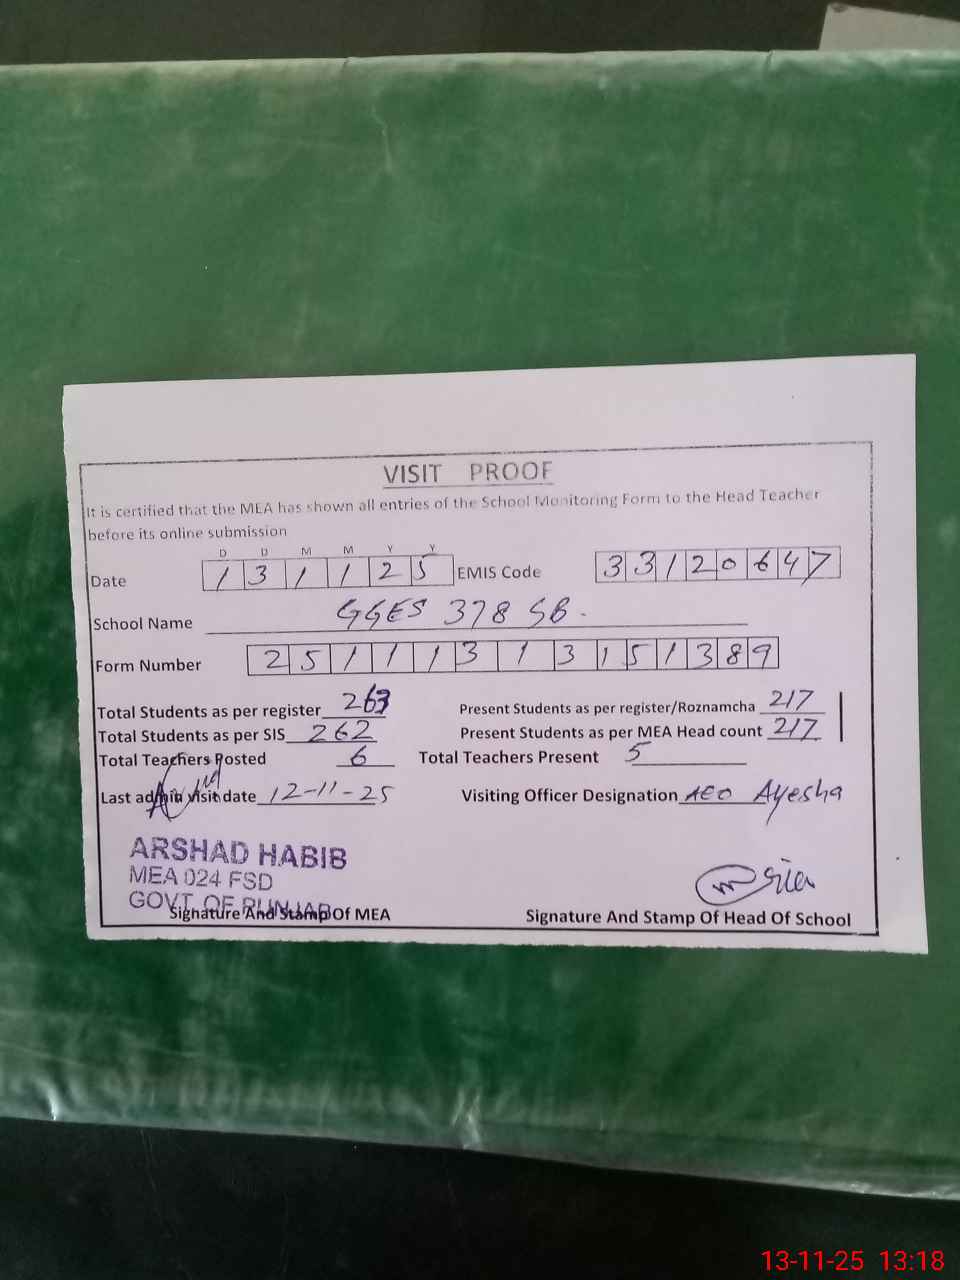 VISIT PROOF
It is certified that the MEA has shown all entries of the School Monitoring Form to the Head Teacher
before its online submission
D D M M Y Y
Date 1 3 1 1 2 5 EMIS Code 3 3 1 2 0 6 4 7
School Name GGES 378 GB.
Form Number 2 5 1 1 1 3 1 3 1 5 1 3 8 9
Total Students as per register 263 Present Students as per register/Roznamcha 217
Total Students as per SIS 262 Present Students as per MEA Head count 217
Total Teachers Posted 6 Total Teachers Present 5
Last admin visit date 12-11-25 Visiting Officer Designation AEO Ayesha
ARSHAD HABIB
MEA 024 FSD
GOVT. OF PUNJAB
Signature And Stamp Of MEA Signature And Stamp Of Head Of School
13-11-25 13:18